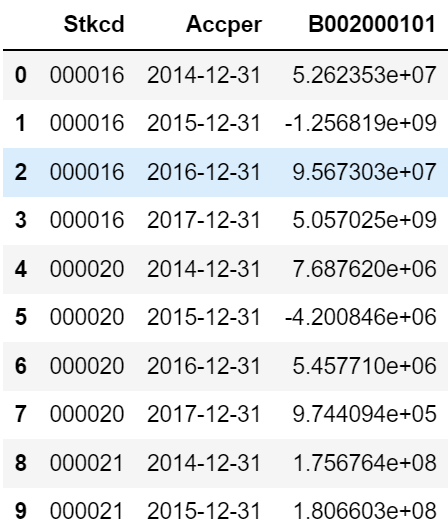 Stkcd Accper B002000101
0 000016 2014-12-31 5.262353e+07
1 000016 2015-12-31 -1.256819e+09
2 000016 2016-12-31 9.567303e+07
3 000016 2017-12-31 5.057025e+09
4 000020 2014-12-31 7.687620e+06
5 000020 2015-12-31 -4.200846e+06
6 000020 2016-12-31 5.457710e+06
7 000020 2017-12-31 9.744094e+05
8 000021 2014-12-31 1.756764e+08
9 000021 2015-12-31 1.806603e+08